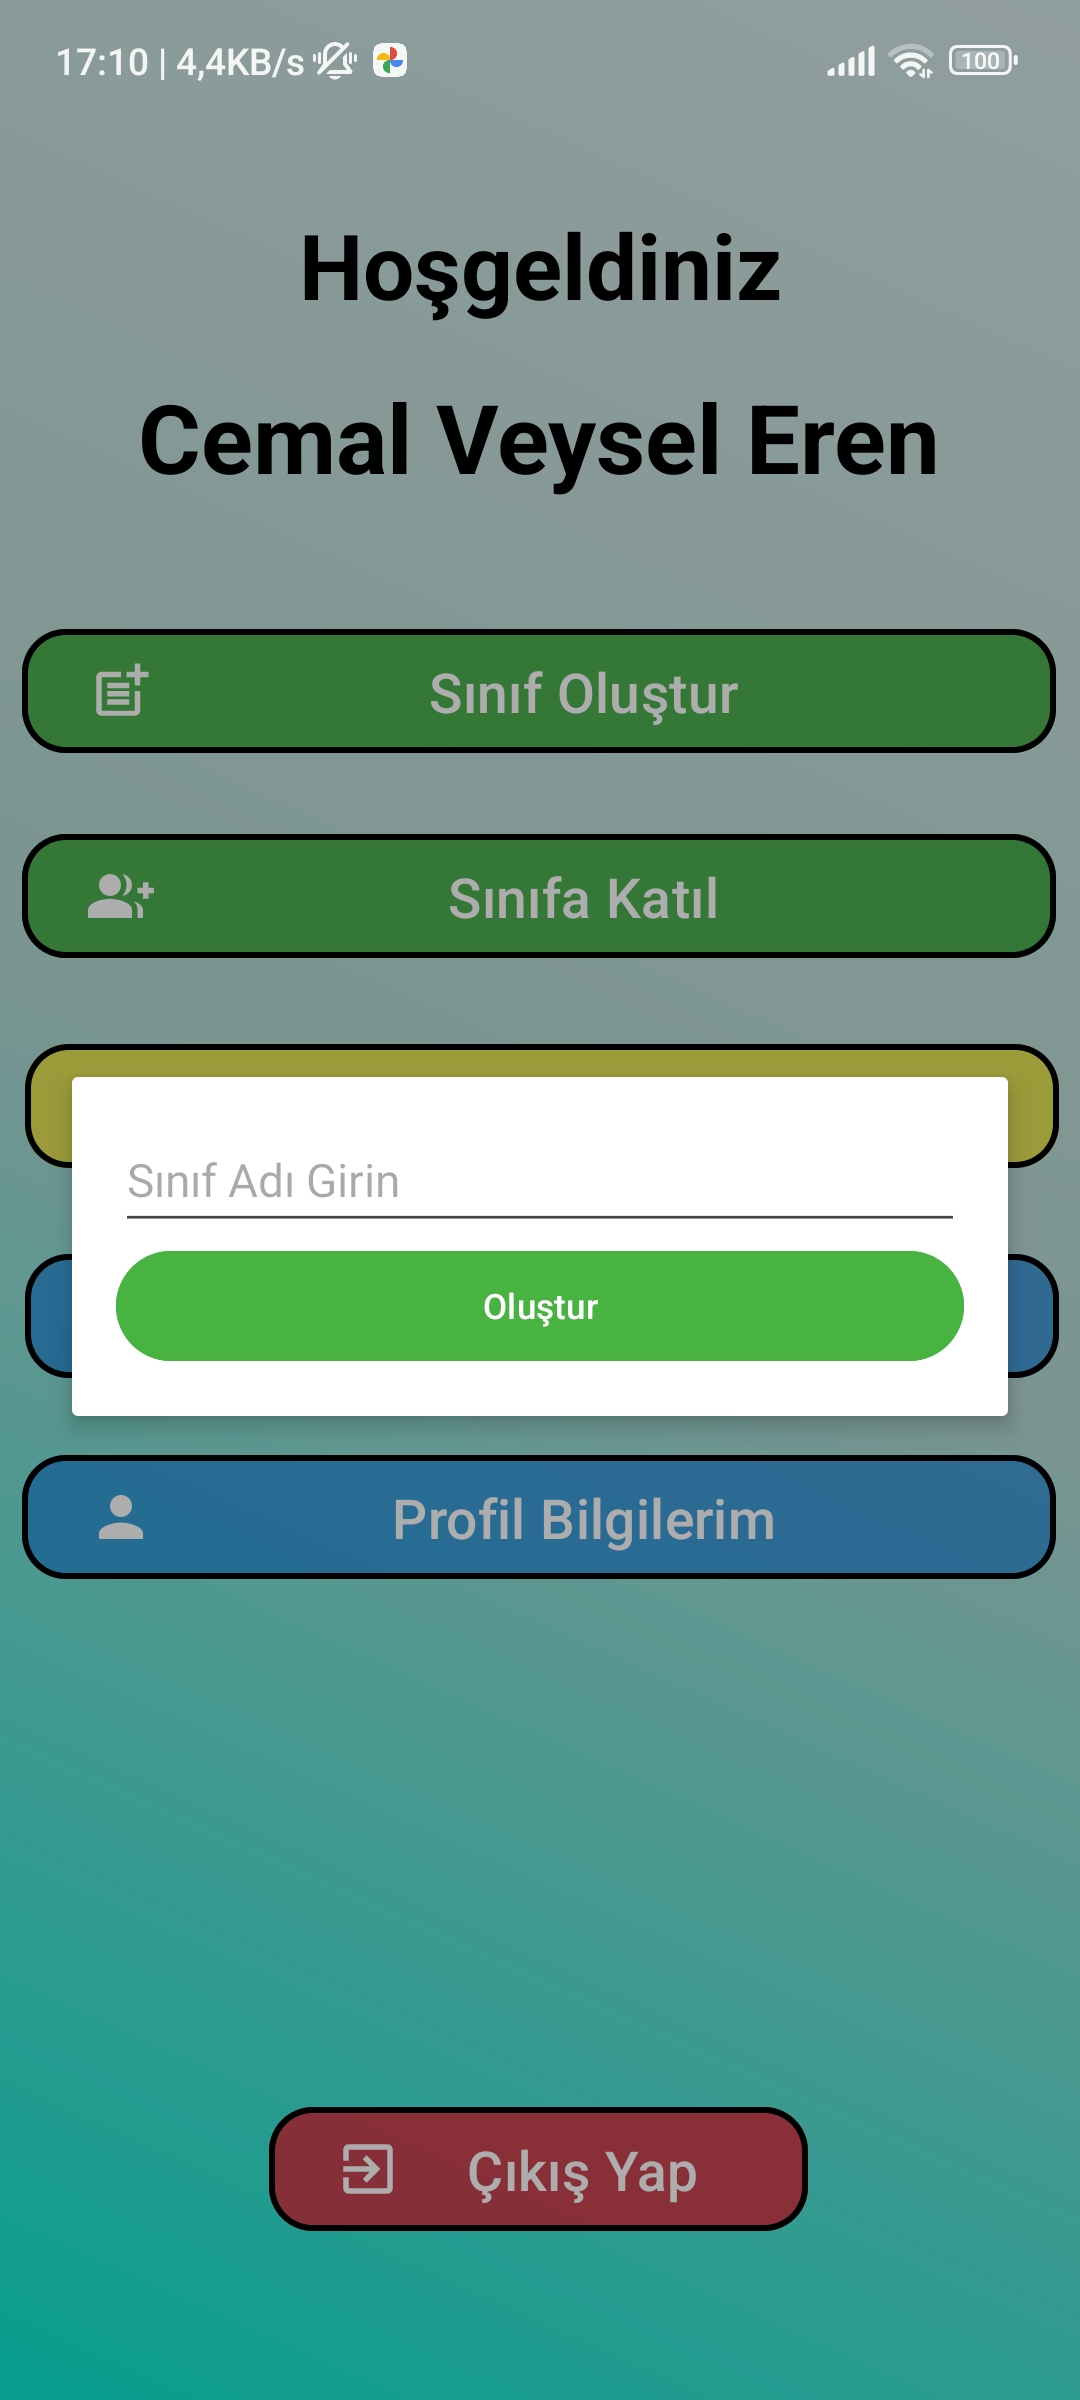 17:10 | 4,4KB/s
100
Hoşgeldiniz
Cemal Veysel Eren
Sınıf Oluştur
Sınıfa Katıl
Sınıf Adı Girin
Oluştur
Profil Bilgilerim
Çıkış Yap